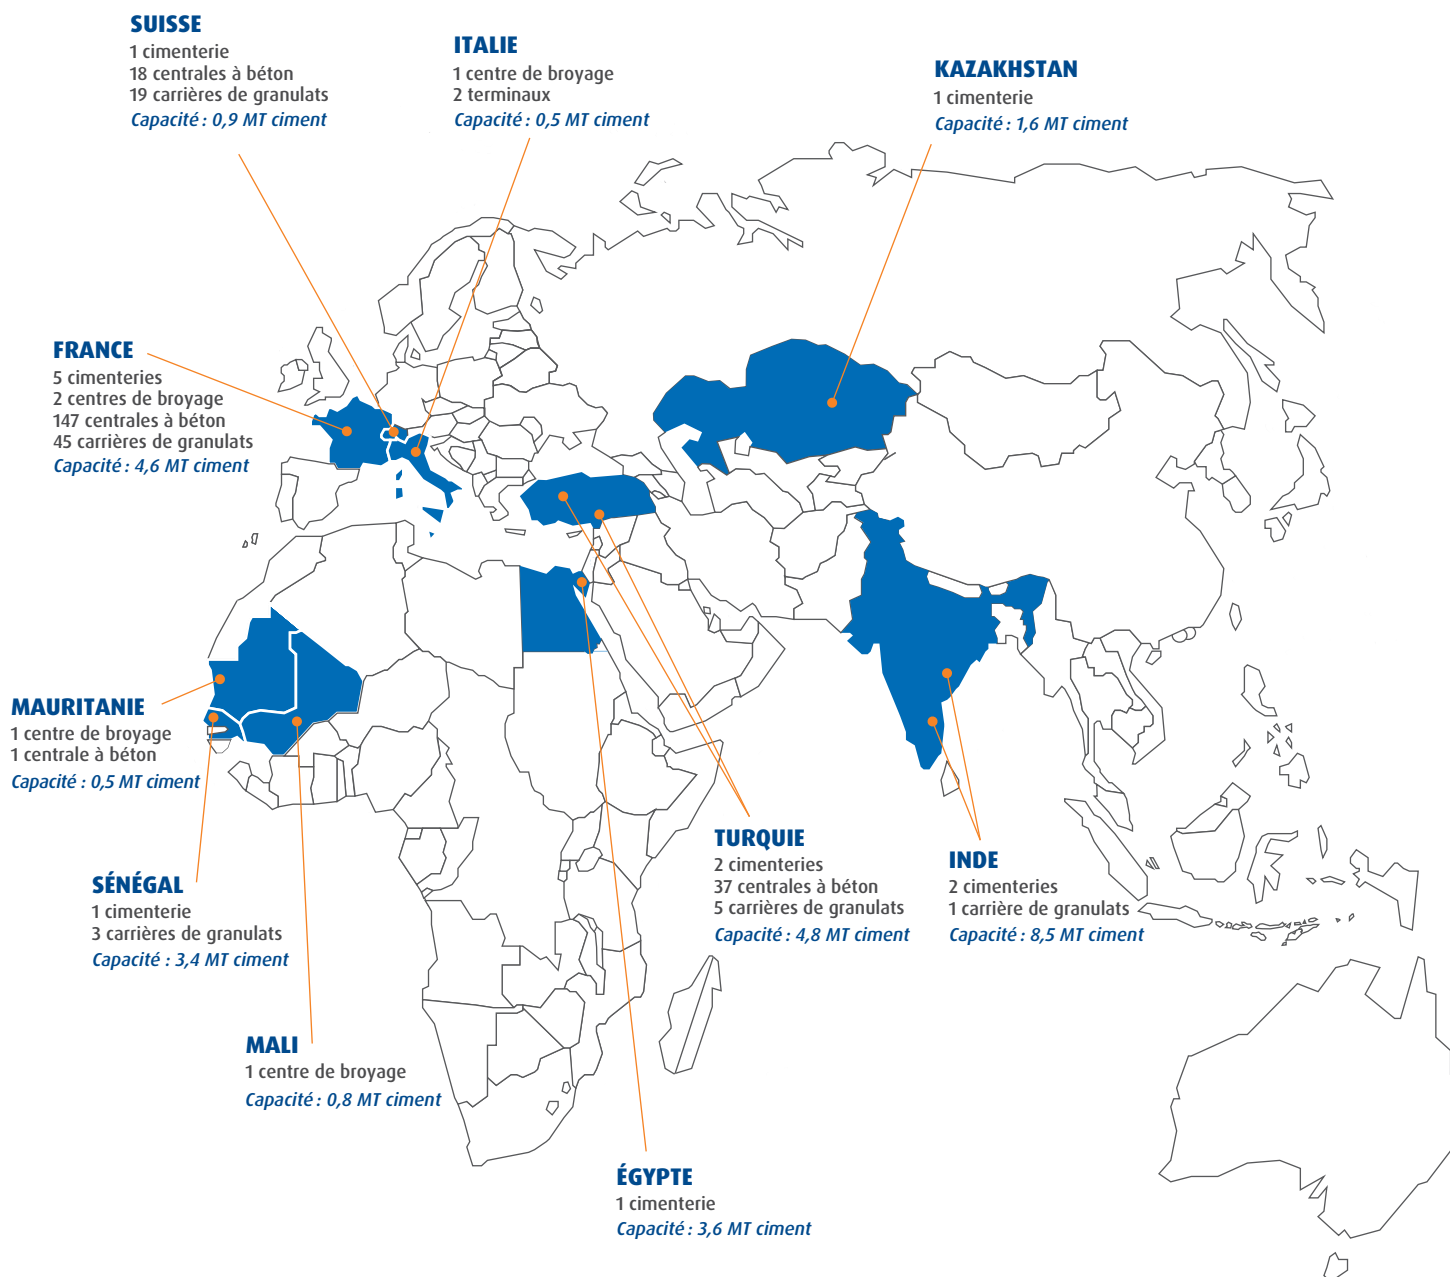 SUISSE
1 cimenterie
18 centrales à béton
19 carrières de granulats
Capacité : 0,9 MT ciment
ITALIE
1 centre de broyage
2 terminaux
Capacité : 0,5 MT ciment
KAZAKHSTAN
1 cimenterie
Capacité : 1,6 MT ciment
FRANCE
5 cimenteries
2 centres de broyage
147 centrales à béton
45 carrières de granulats
Capacité : 4,6 MT ciment
MAURITANIE
1 centre de broyage
1 centrale à béton
Capacité : 0,5 MT ciment
SÉNÉGAL
1 cimenterie
3 carrières de granulats
Capacité : 3,4 MT ciment
MALI
1 centre de broyage
Capacité : 0,8 MT ciment
TURQUIE
2 cimenteries
37 centrales à béton
5 carrières de granulats
Capacité : 4,8 MT ciment
INDE
2 cimenteries
1 carrière de granulats
Capacité : 8,5 MT ciment
ÉGYPTE
1 cimenterie
Capacité : 3,6 MT ciment